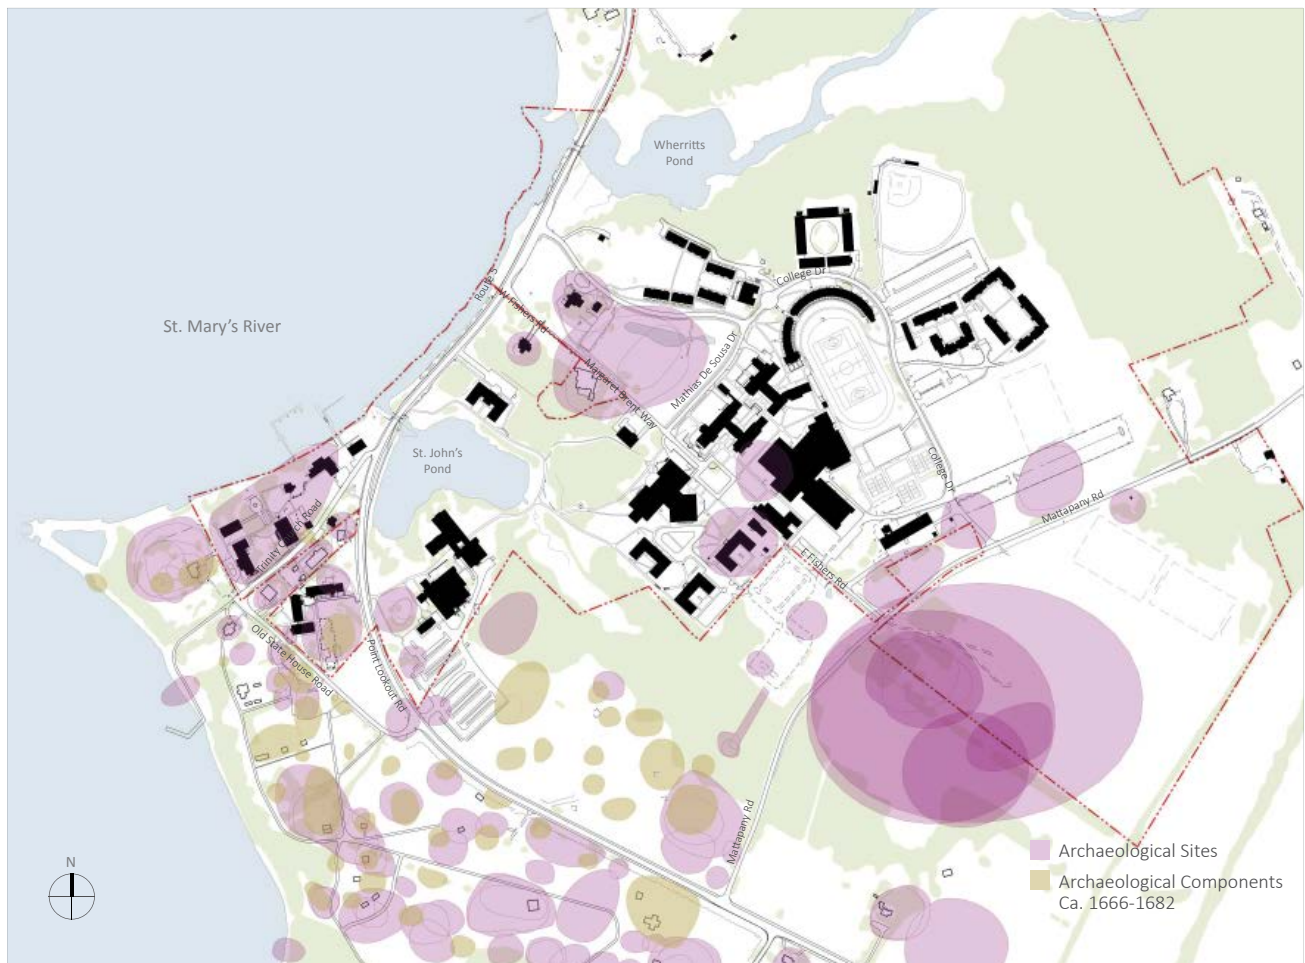 Wherritts
Pond
College Dr
Route 5
W Fishers Rd
St. Mary's River
Mathias De Sousa Dr
Margaret Brent Way
St. John's
Pond
College Dr
Mattapany Rd
Trinity Church Road
E Fishers Rd
Old State House Road
Point Lookout Rd
Mattapany Rd
N
Archaeological Sites
Archaeological Components
Ca. 1666-1682